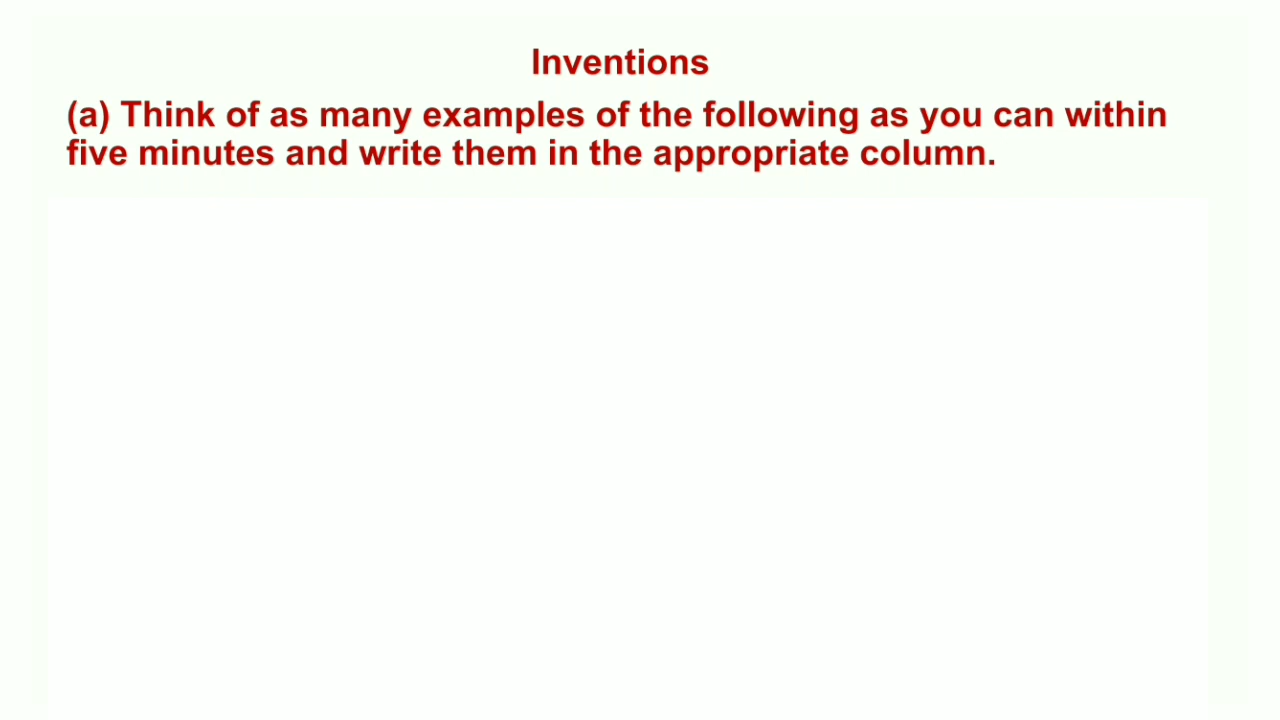 Inventions
(a) Think of as many examples of the following as you can within
five minutes and write them in the appropriate column.